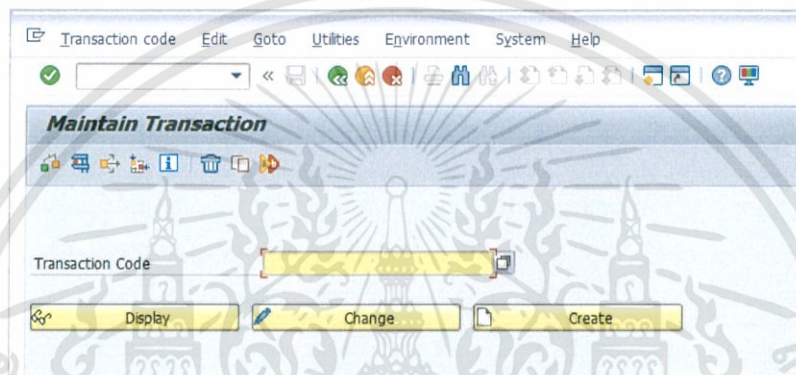 Transaction code Edit Goto Utilities Environment System Help
Maintain Transaction
Transaction Code
Display Change Create